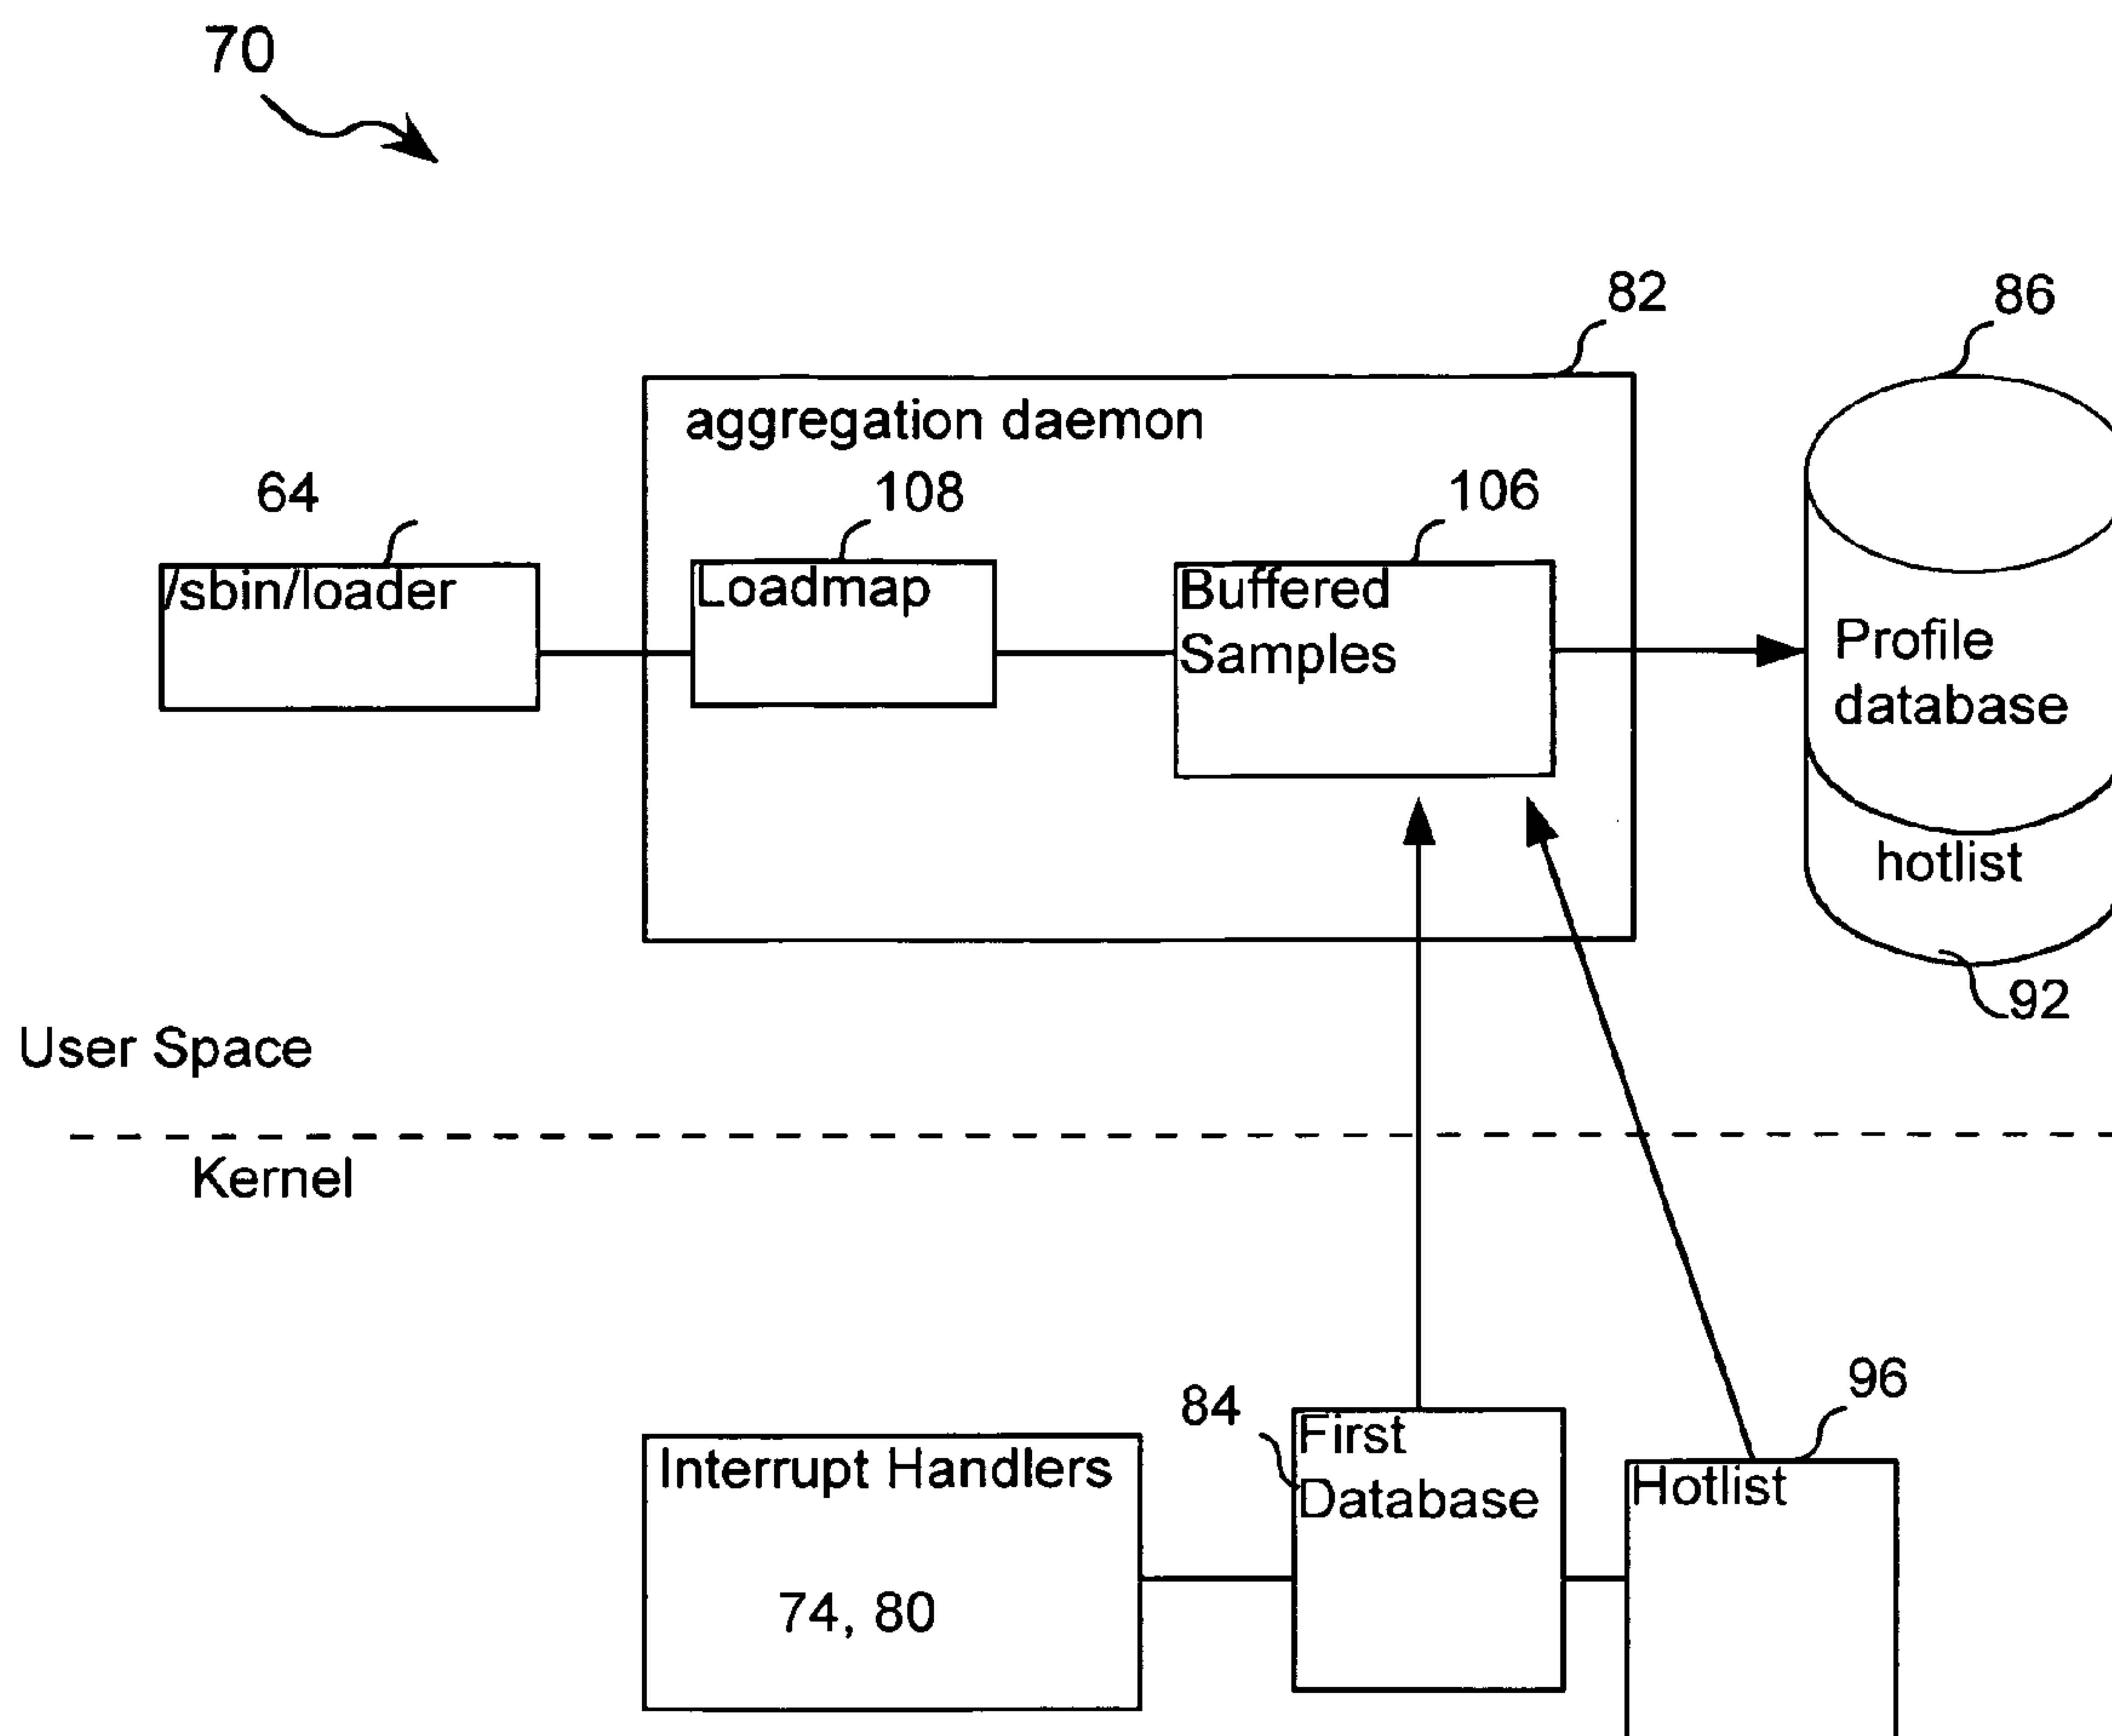 70
82
86
aggregation daemon
64
108
106
/sbin/loader
Loadmap
Buffered
Samples
Profile
database
hotlist
92
User Space
Kernel
84
96
First
Database
Interrupt Handlers
Hotlist
74, 80